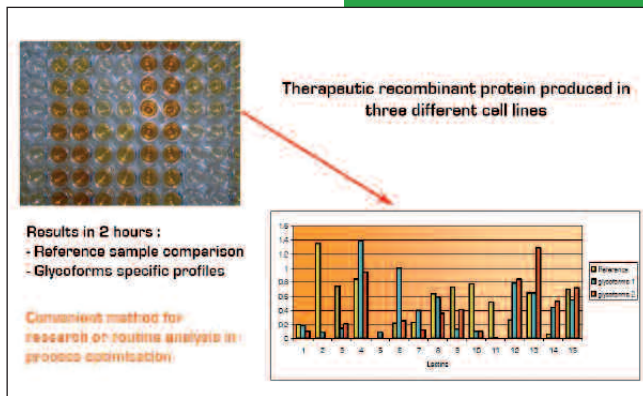 Therapeutic recombinant protein produced in
three different cell lines
Results in 2 hours :
- Reference sample comparison
- Glycoforms specific profiles
Convenient method for
research or routine analysis in
process optimisation
1,6
1,4
1,2
1
0,8
0,6
0,4
0,2
0
1 2 3 4 5 6 7 8 9 10 11 12 13 14 15
Lectins
Reference
glycoforms 1
glycoforms 2